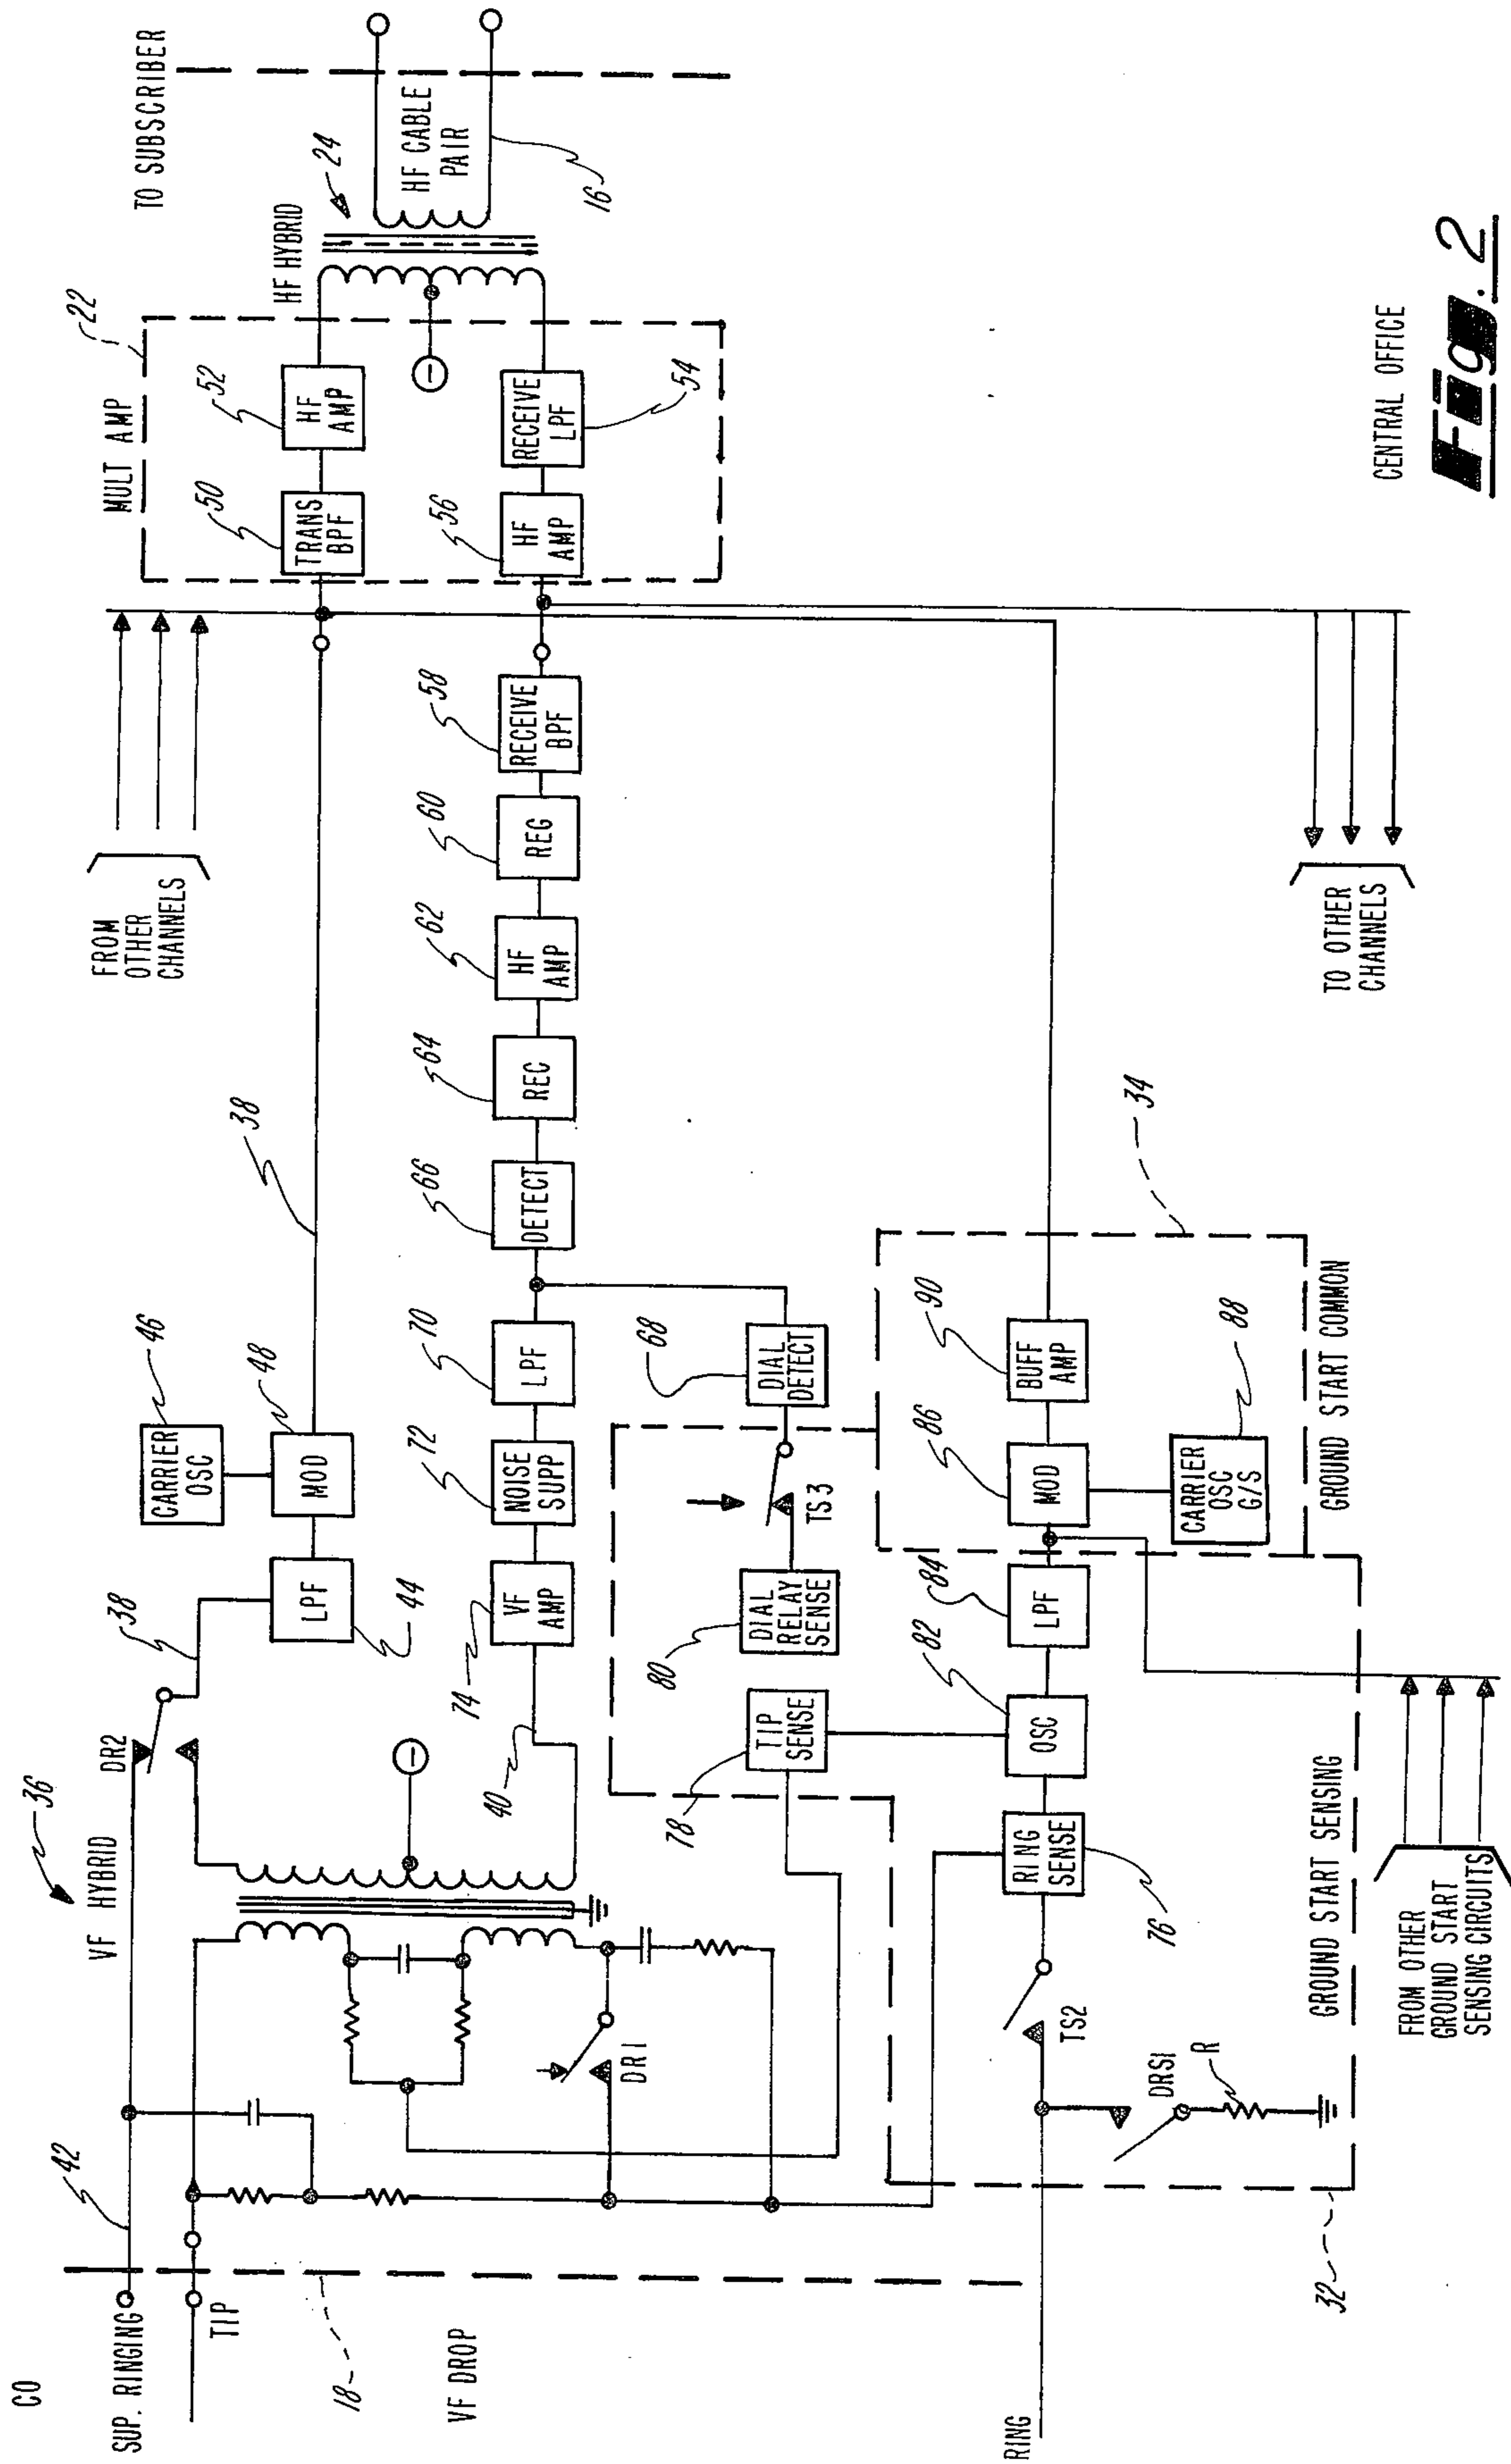 CO
SUP. RINGING
TIP
42
18
VF DROP
RING
VF HYBRID
36
DR2
38
LPF
44
CARRIER
OSC
46
MOD
48
38
FROM
OTHER
CHANNELS
MULT AMP
22
TRANS
BPF
50
HF
AMP
52
HF HYBRID
24
TO SUBSCRIBER
HF CABLE
PAIR
16
RECEIVE
LPF
54
HF
AMP
56
RECEIVE
BPF
58
REG
60
HF
AMP
62
REC
64
DETECT
66
LPF
70
NOISE
SUPP
72
VF
AMP
74
40
DR1
DIAL
DETECT
68
TS3
DIAL
RELAY
SENSE
80
TIP
SENSE
78
RING
SENSE
76
OSC
82
LPF
84
MOD
86
BUFF
AMP
90
CARRIER
OSC
G/S
88
34
GROUND START COMMON
TS2
DRS1
R
32
GROUND START SENSING
FROM OTHER
GROUND START
SENSING CIRCUITS
TO OTHER
CHANNELS
CENTRAL OFFICE
Fig. 2